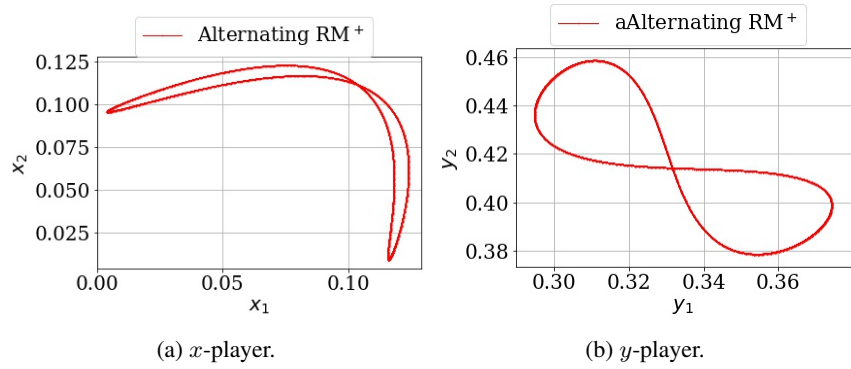 Alternating RM⁺
0.125
0.100
0.075
0.050
0.025
x₂
0.00
0.05
0.10
x₁
(a) x-player.
aAlternating RM⁺
0.46
0.44
0.42
0.40
0.38
y₂
0.30
0.32
0.34
0.36
y₁
(b) y-player.